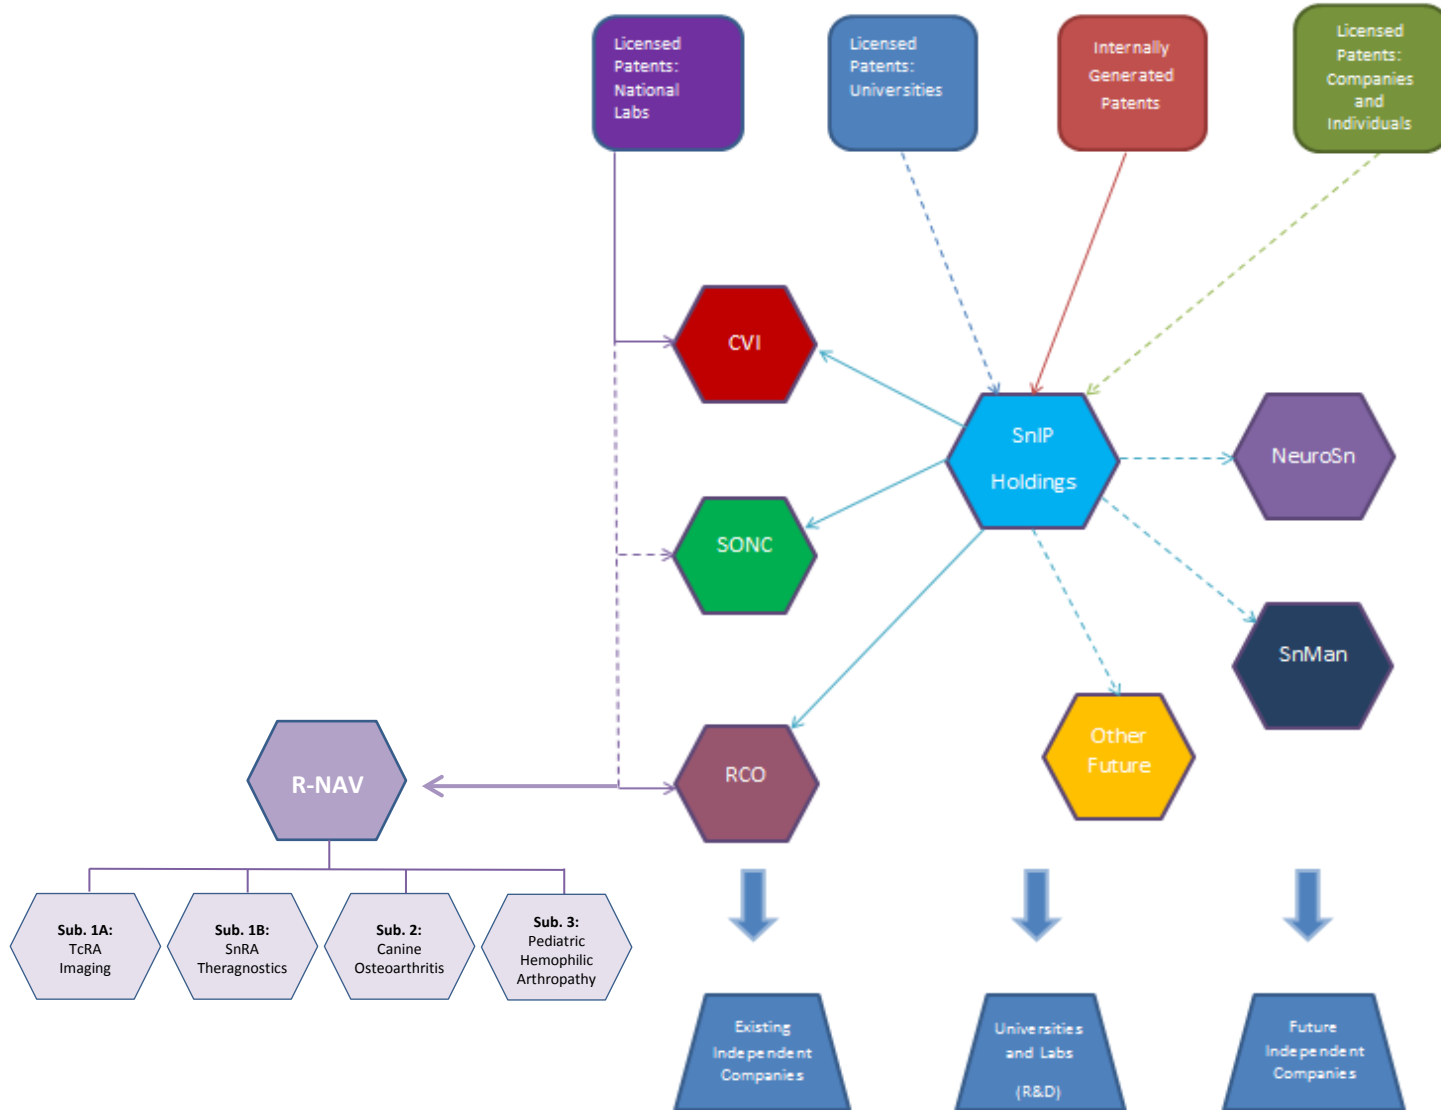 Licensed
Patents:
National
Labs
Licensed
Patents:
Universities
Internally
Generated
Patents
Licensed
Patents:
Companies
and
Individuals
CVI
SnIP
Holdings
NeuroSn
SONC
SnMan
Other
Future
RCO
R-NAV
Sub. 1A:
TcRA
Imaging
Sub. 1B:
SnRA
Theragnostics
Sub. 2:
Canine
Osteoarthritis
Sub. 3:
Pediatric
Hemophilic
Arthropathy
Existing
Independent
Companies
Universities
and Labs
(R&D)
Future
Independent
Companies